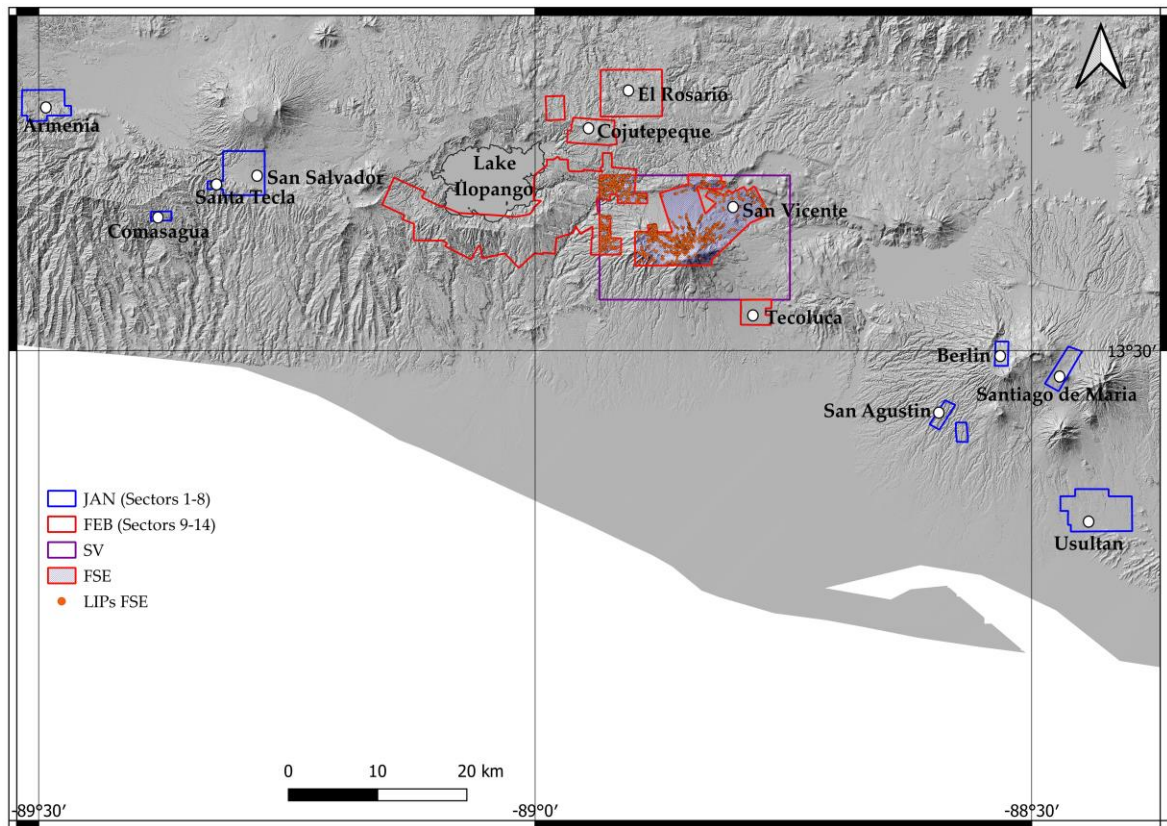 El Rosario
Armenia
Cojutepeque
Lake
Ilopango
San Salvador
Santa Tecla
Comasagua
San Vicente
Tecoluca
13°30'
Berlin
Santiago de Maria
San Agustin
JAN (Sectors 1-8)
FEB (Sectors 9-14)
SV
FSE
LIPs FSE
Usultan
0 10 20 km
-89°30′ -89°0′ -88°30′